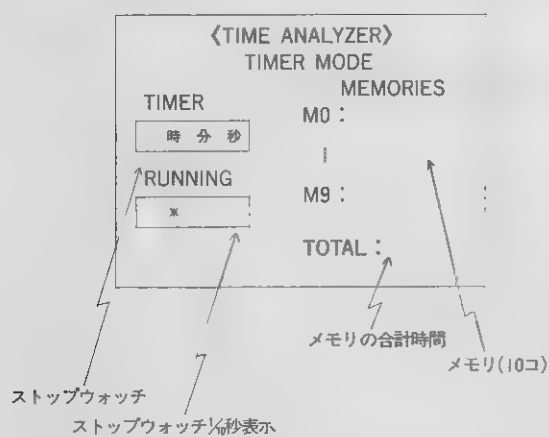 《TIME ANALYZER》
TIMER MODE
MEMORIES
TIMER
M0 :
時 分 秒
RUNNING
M9 :
*
TOTAL :
メモリの合計時間
メモリ(10コ)
ストップウォッチ
ストップウォッチ1/10秒表示